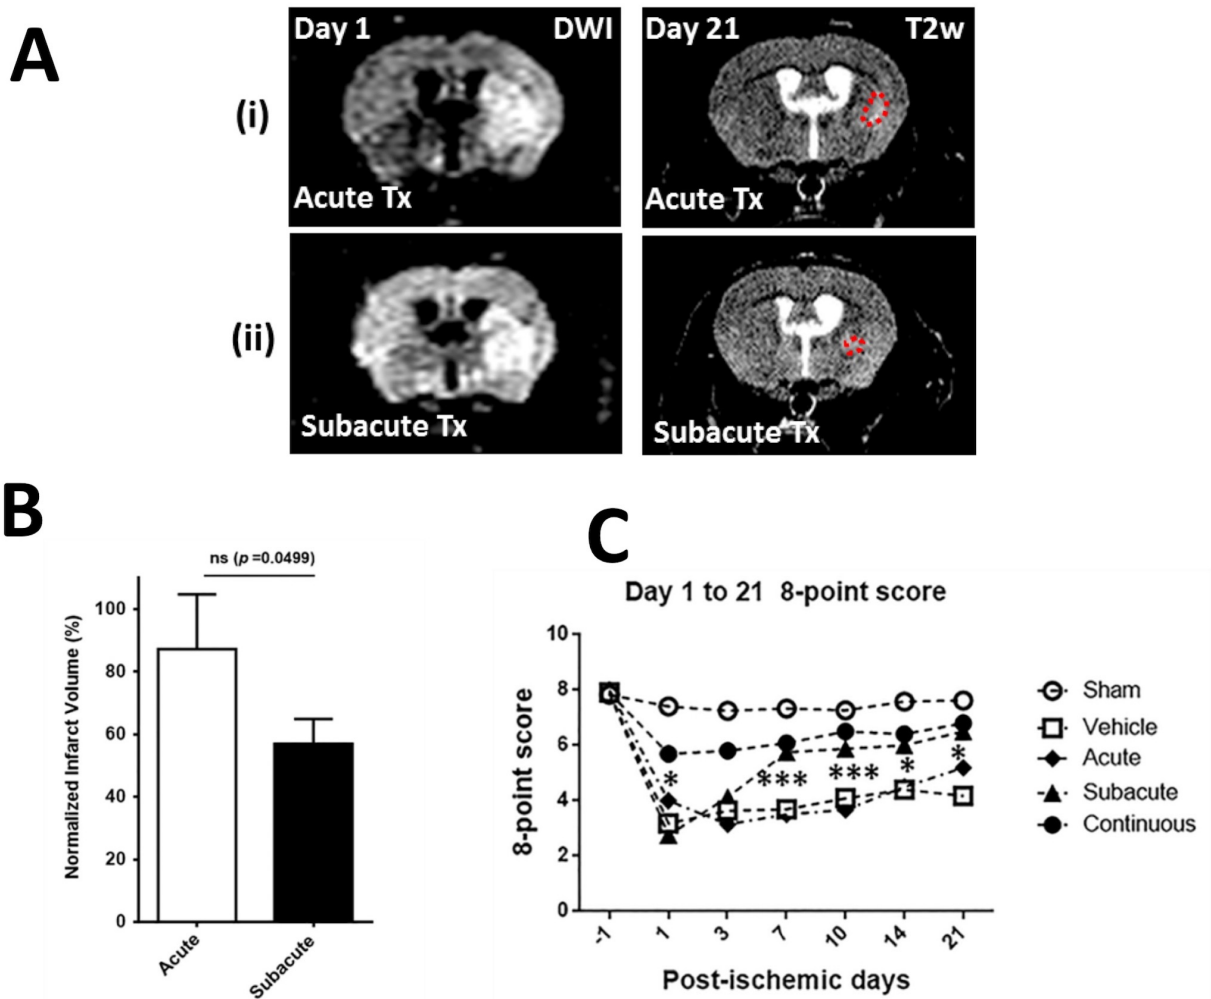 A
Day 1 DWI
Day 21 T2w
(i)
Acute Tx
Acute Tx
(ii)
Subacute Tx
Subacute Tx
B
ns (p =0.0499)
Normalized Infarct Volume (%)
100
80
60
40
20
0
Acute
Subacute
C
Day 1 to 21 8-point score
8-point score
10
8
6
4
2
0
* *** *** * *
-1 1 3 7 10 14 21
Post-ischemic days
Sham
Vehicle
Acute
Subacute
Continuous